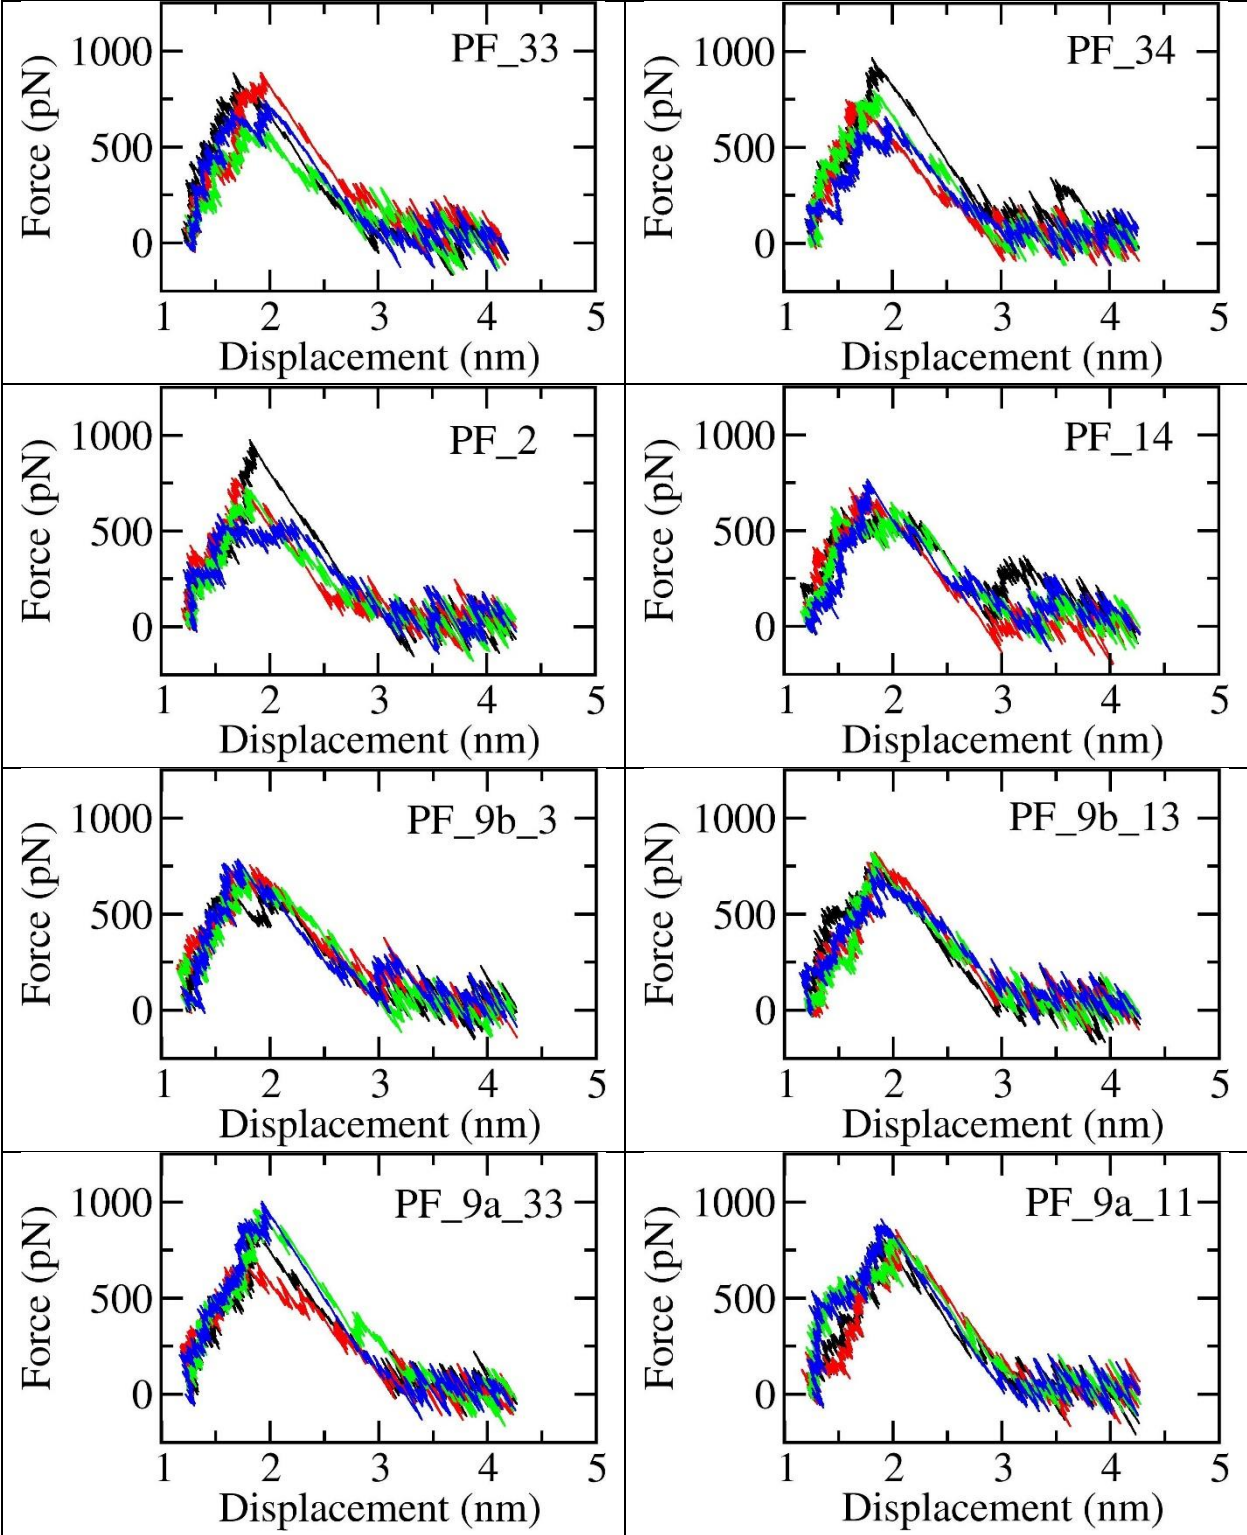 PF_33
1000
500
0
Force (pN)
1 2 3 4 5
Displacement (nm)
PF_34
1000
500
0
Force (pN)
1 2 3 4 5
Displacement (nm)
PF_2
1000
500
0
Force (pN)
1 2 3 4 5
Displacement (nm)
PF_14
1000
500
0
Force (pN)
1 2 3 4 5
Displacement (nm)
PF_9b_3
1000
500
0
Force (pN)
1 2 3 4 5
Displacement (nm)
PF_9b_13
1000
500
0
Force (pN)
1 2 3 4 5
Displacement (nm)
PF_9a_33
1000
500
0
Force (pN)
1 2 3 4 5
Displacement (nm)
PF_9a_11
1000
500
0
Force (pN)
1 2 3 4 5
Displacement (nm)